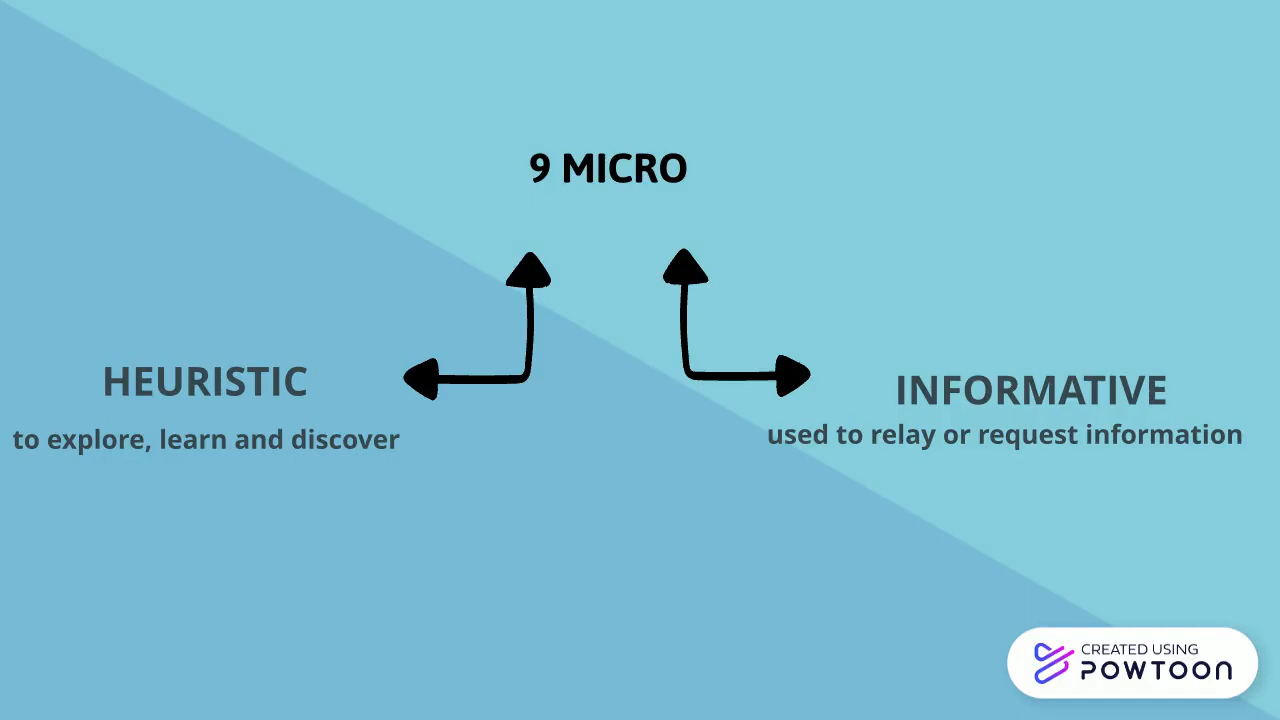 9 MICRO
HEURISTIC
to explore, learn and discover
INFORMATIVE
used to relay or request information
CREATED USING
POWTOON